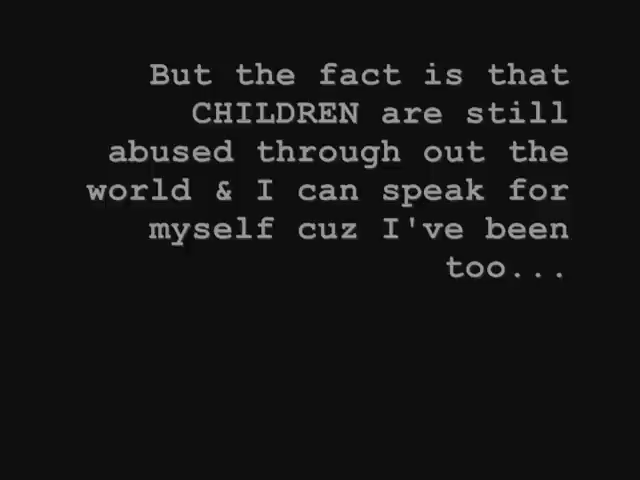 But the fact is that
CHILDREN are still
abused through out the
world & I can speak for
myself cuz I've been
too...